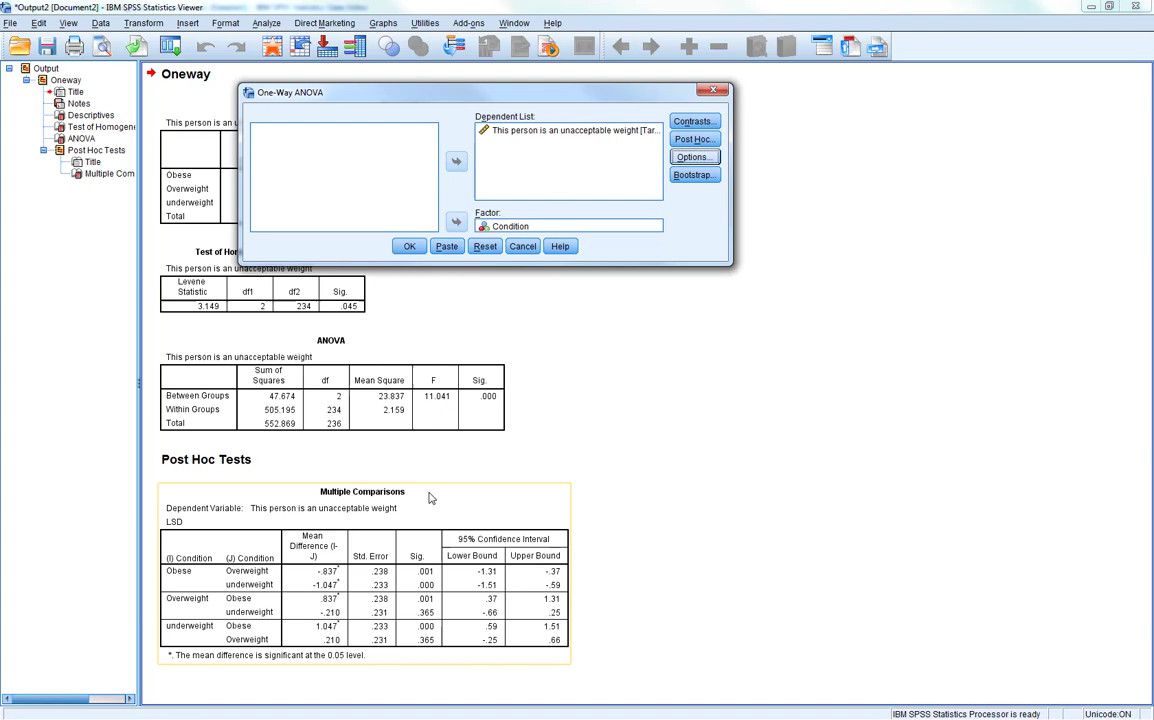 *Output2 [Document2] - IBM SPSS Statistics Viewer
File Edit View Data Transform Insert Format Analyze Direct Marketing Graphs Utilities Add-ons Window Help
Output
Oneway
Title
Notes
Descriptives
Test of Homogene
ANOVA
Post Hoc Tests
Title
Multiple Com
Oneway
This person is an u
Obese
Overweight
underweight
Total
One-Way ANOVA
Dependent List:
This person is an unacceptable weight [Tar...
Factor:
Condition
Contrasts...
Post Hoc...
Options...
Bootstrap...
OK Paste Reset Cancel Help
Test of Hor
This person is an unacceptable weight
Levene Statistic df1 df2 Sig.
3.149 2 234 .045
ANOVA
This person is an unacceptable weight
Sum of Squares df Mean Square F Sig.
Between Groups 47.674 2 23.837 11.041 .000
Within Groups 505.195 234 2.159
Total 552.869 236
Post Hoc Tests
Multiple Comparisons
Dependent Variable: This person is an unacceptable weight
LSD
(I) Condition (J) Condition Mean Difference (I-J) Std. Error Sig. 95% Confidence Interval
Lower Bound Upper Bound
Obese Overweight -.837* .238 .001 -1.31 -.37
underweight -1.047* .233 .000 -1.51 -.59
Overweight Obese .837* .238 .001 .37 1.31
underweight -.210 .231 .365 -.66 .25
underweight Obese 1.047* .233 .000 .59 1.51
Overweight .210 .231 .365 -.25 .66
*. The mean difference is significant at the 0.05 level.
IBM SPSS Statistics Processor is ready Unicode:ON